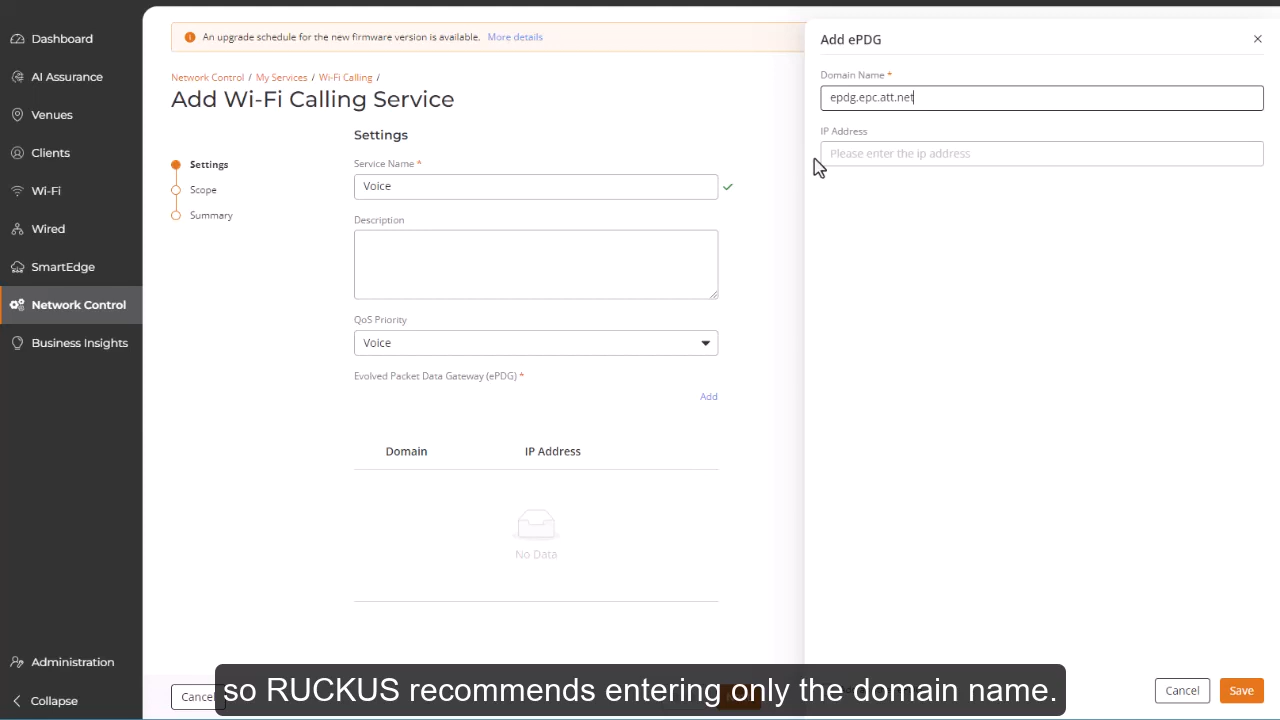 Dashboard
AI Assurance
Venues
Clients
Wi-Fi
Wired
SmartEdge
Network Control
Business Insights
Administration
Collapse
An upgrade schedule for the new firmware version is available. More details
Network Control / My Services / Wi-Fi Calling /
Add Wi-Fi Calling Service
Settings
Scope
Summary
Settings
Service Name *
Voice
Description
QoS Priority
Voice
Evolved Packet Data Gateway (ePDG) *
Add
Domain IP Address
No Data
Cancel
Add ePDG
Domain Name *
epdg.epc.att.net
IP Address
Please enter the ip address
Cancel Save
so RUCKUS recommends entering only the domain name.